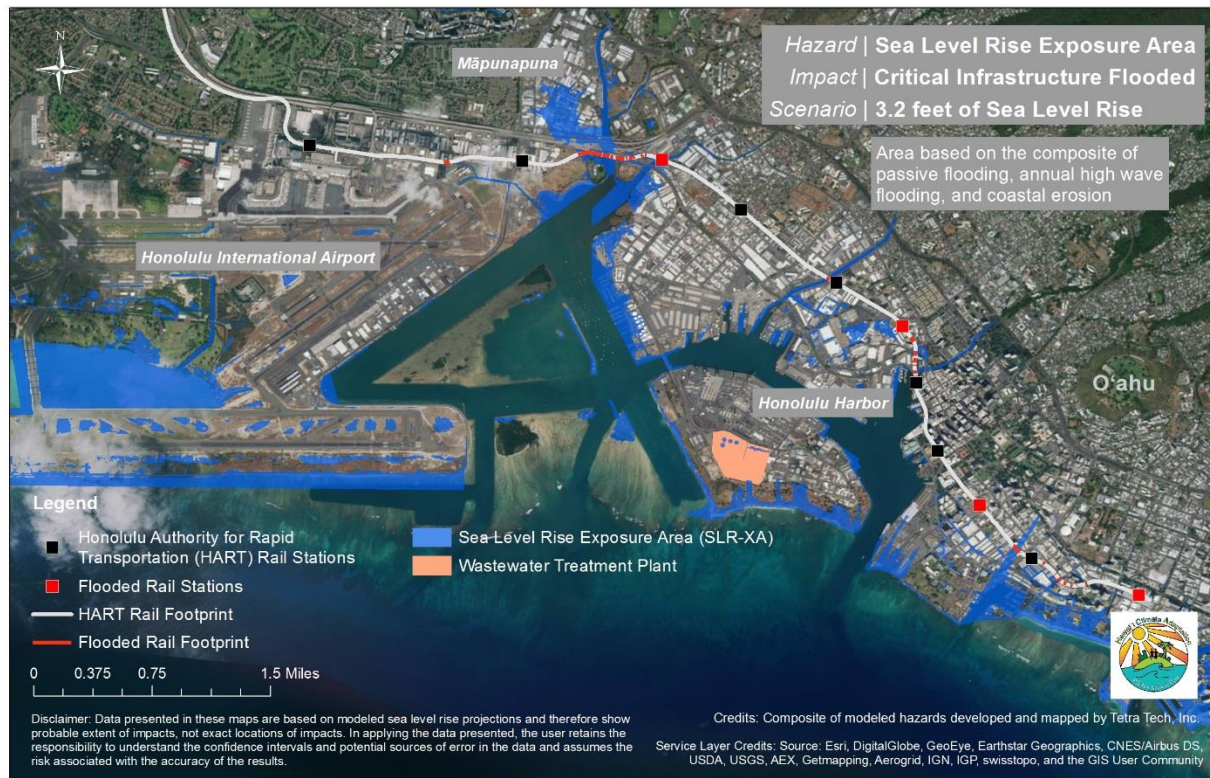 N
Māpunapuna
Hazard | Sea Level Rise Exposure Area
Impact | Critical Infrastructure Flooded
Scenario | 3.2 feet of Sea Level Rise
Area based on the composite of
passive flooding, annual high wave
flooding, and coastal erosion
Honolulu International Airport
Honolulu Harbor
Oʻahu
Legend
Honolulu Authority for Rapid
Transportation (HART) Rail Stations
Flooded Rail Stations
HART Rail Footprint
Flooded Rail Footprint
Sea Level Rise Exposure Area (SLR-XA)
Wastewater Treatment Plant
0 0.375 0.75 1.5 Miles
Disclaimer: Data presented in these maps are based on modeled sea level rise projections and therefore show
probable extent of impacts, not exact locations of impacts. In applying the data presented, the user retains the
responsibility to understand the confidence intervals and potential sources of error in the data and assumes the
risk associated with the accuracy of the results.
Hawaiʻi Climate Adaptation
Credits: Composite of modeled hazards developed and mapped by Tetra Tech, Inc.
Service Layer Credits: Source: Esri, DigitalGlobe, GeoEye, Earthstar Geographics, CNES/Airbus DS,
USDA, USGS, AEX, Getmapping, Aerogrid, IGN, IGP, swisstopo, and the GIS User Community